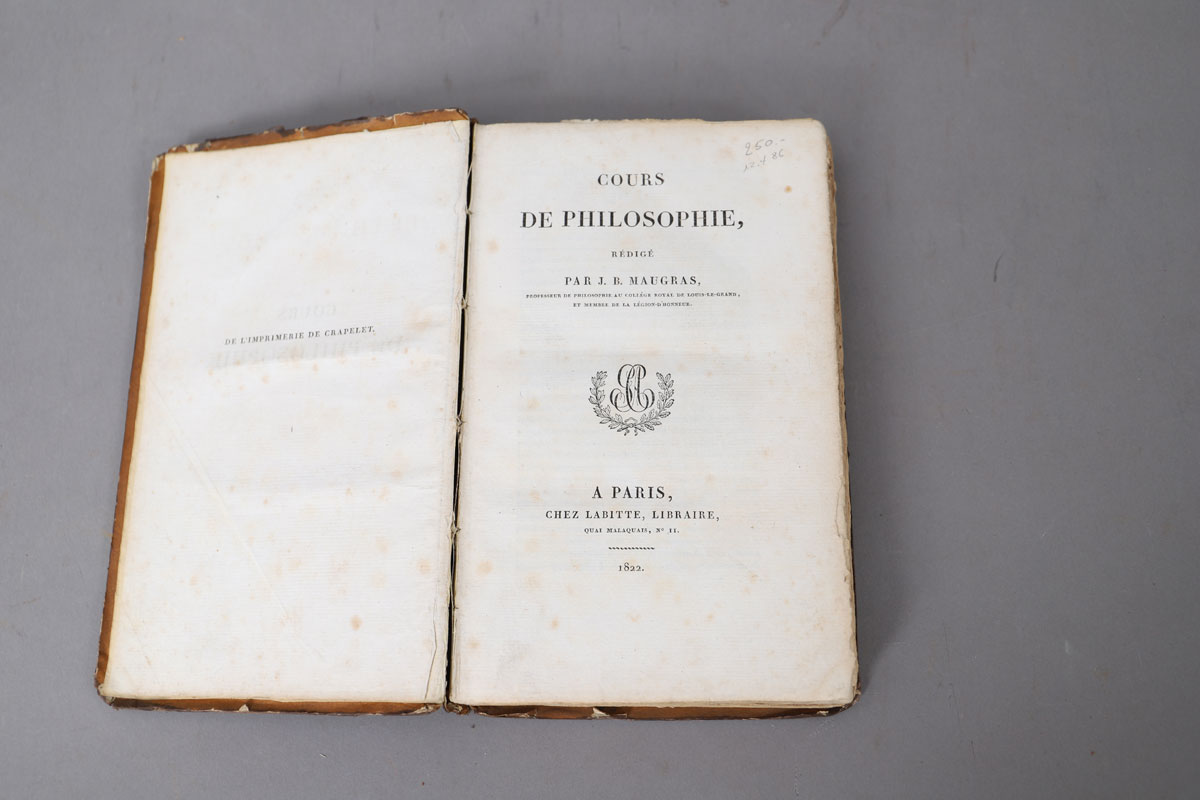 DE L'IMPRIMERIE DE CRAPELET.
250.-
COURS
DE PHILOSOPHIE,
RÉDIGÉ
PAR J. B. MAUGRAS,
PROFESSEUR DE PHILOSOPHIE AU COLLÉGE ROYAL DE LOUIS-LE-GRAND,
ET MEMBRE DE LA LÉGION-D'HONNEUR.
A PARIS,
CHEZ LABITTE, LIBRAIRE,
QUAI MALAQUAIS, N° 11.
1822.